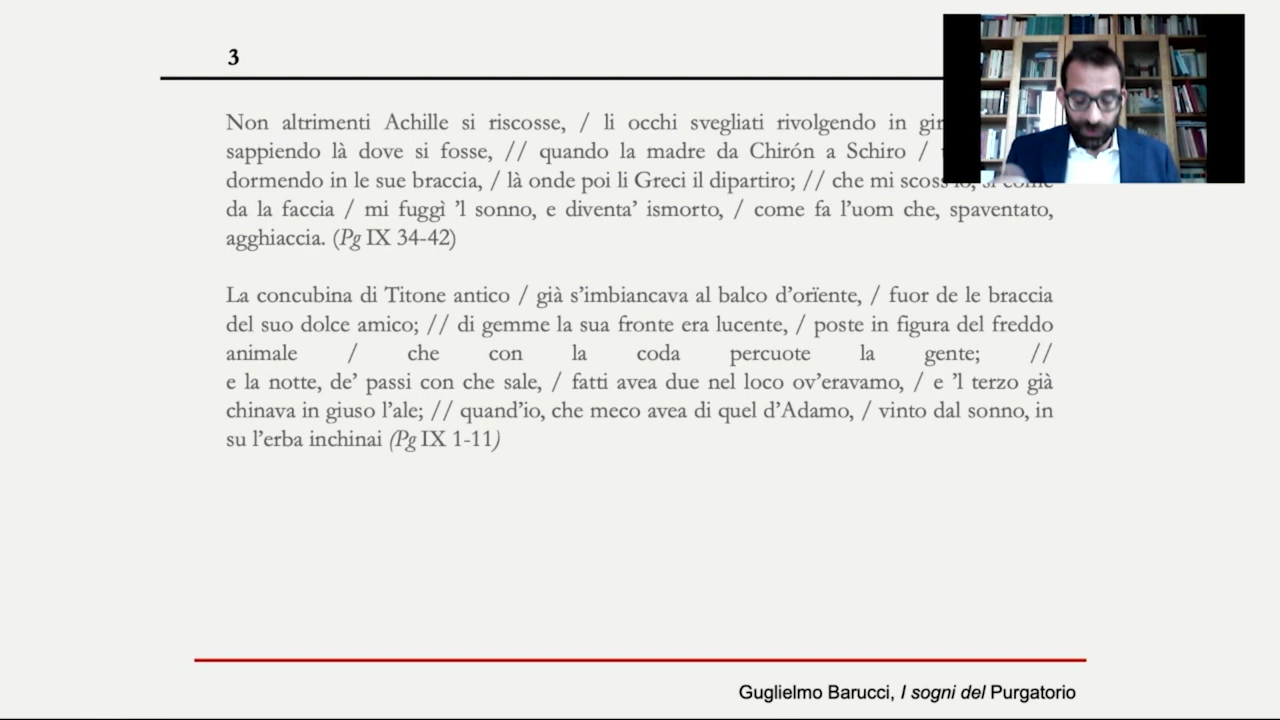 3
Non altrimenti Achille si riscosse, / li occhi svegliati rivolgendo in
sappiendo là dove si fosse, // quando la madre da Chirón a Schiro /
dormendo in le sue braccia, / là onde poi li Greci il dipartiro; // che mi
da la faccia / mi fuggì ’l sonno, e diventa’ ismorto, / come fa l’uom che, spaventato,
agghiaccia. (Pg IX 34-42)
La concubina di Titone antico / già s’imbiancava al balco d’orïente, / fuor de le braccia
del suo dolce amico; // di gemme la sua fronte era lucente, / poste in figura del freddo
animale / che con la coda percuote la gente; //
e la notte, de’ passi con che sale, / fatti avea due nel loco ov’eravamo, / e ’l terzo già
chinava in giuso l’ale; // quand’io, che meco avea di quel d’Adamo, / vinto dal sonno, in
su l’erba inchinai (Pg IX 1-11)
Guglielmo Barucci, I sogni del Purgatorio